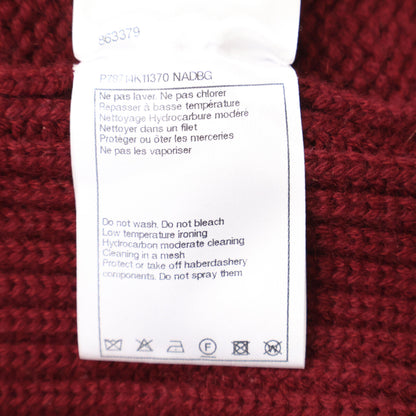 863379
P79714K11370 NADBG
Ne pas laver. Ne pas chlorer
Repasser à basse température
Nettoyage Hydrocarbure modéré
Nettoyer dans un filet
Protéger ou ôter les merceries
Ne pas les vaporiser
Do not wash. Do not bleach
Low temperature ironing
Hydrocarbon moderate cleaning
Cleaning in a mesh
Protect or take off haberdashery
components. Do not spray them
F
W